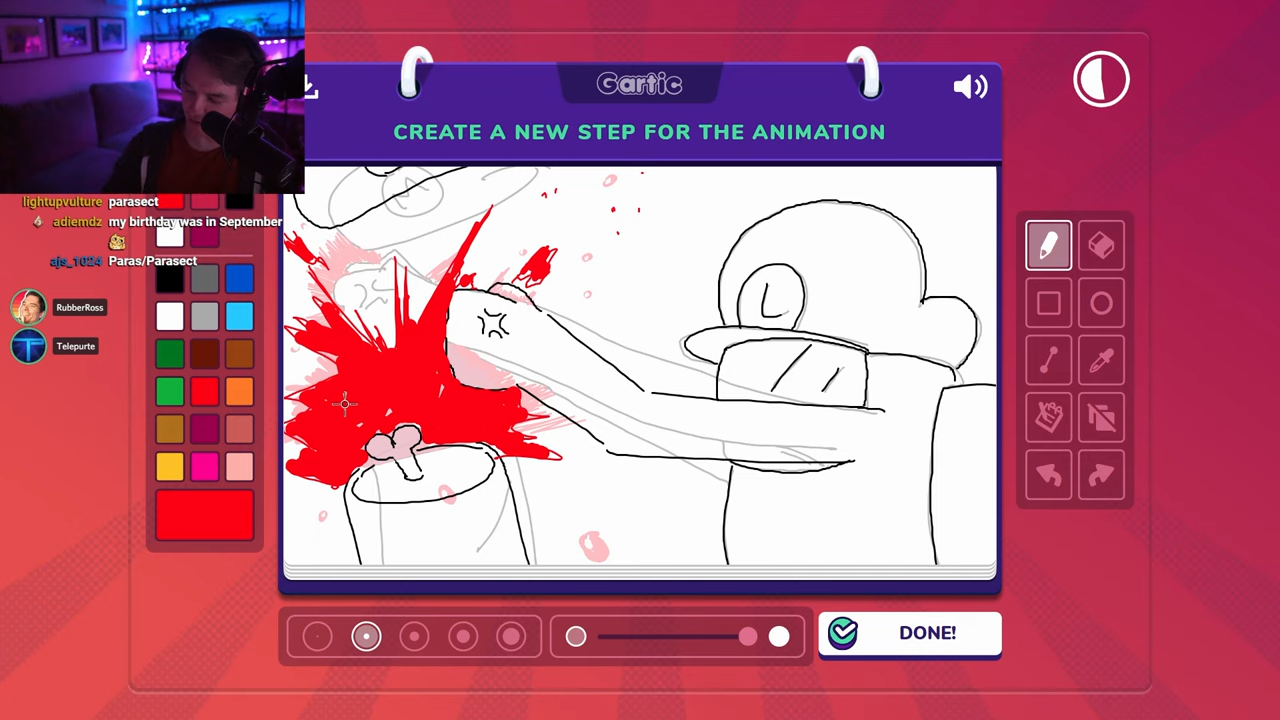 Gartic
CREATE A NEW STEP FOR THE ANIMATION
lightupvulture parasect
adiemdz my birthday was in September
ajs_1024 Paras/Parasect
RubberRoss
Telepurte
L
DONE!